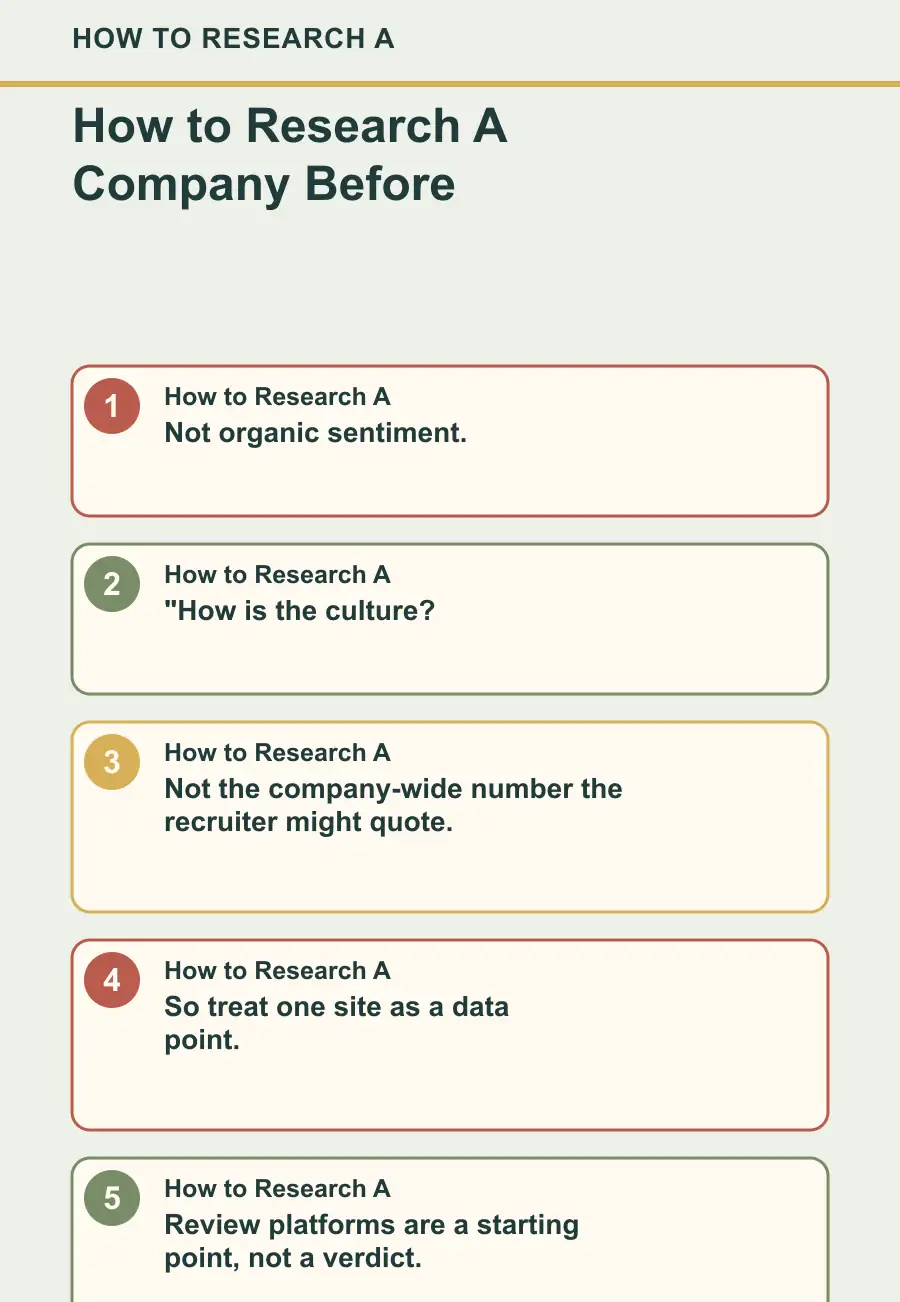 HOW TO RESEARCH A
How to Research A
Company Before
1
How to Research A
Not organic sentiment.
2
How to Research A
"How is the culture?
3
How to Research A
Not the company-wide number the
recruiter might quote.
4
How to Research A
So treat one site as a data
point.
5
How to Research A
Review platforms are a starting
point, not a verdict.